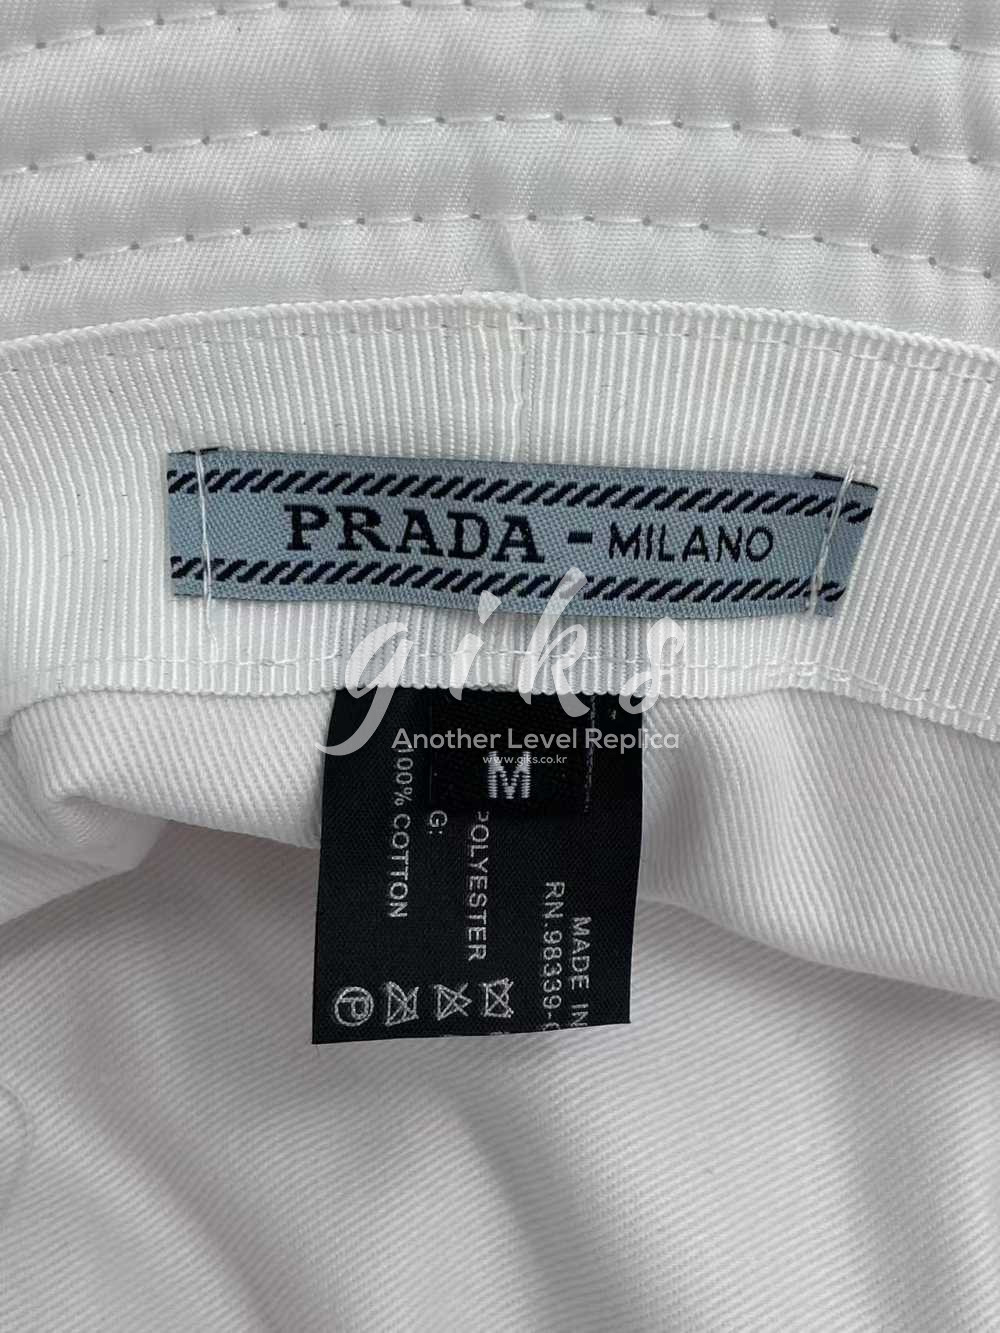 PRADA - MILANO
giks
Another Level Replica
www.giks.co.kr
M
100% COTTON
G:
POLYESTER
RN.98339-
MADE IN
P